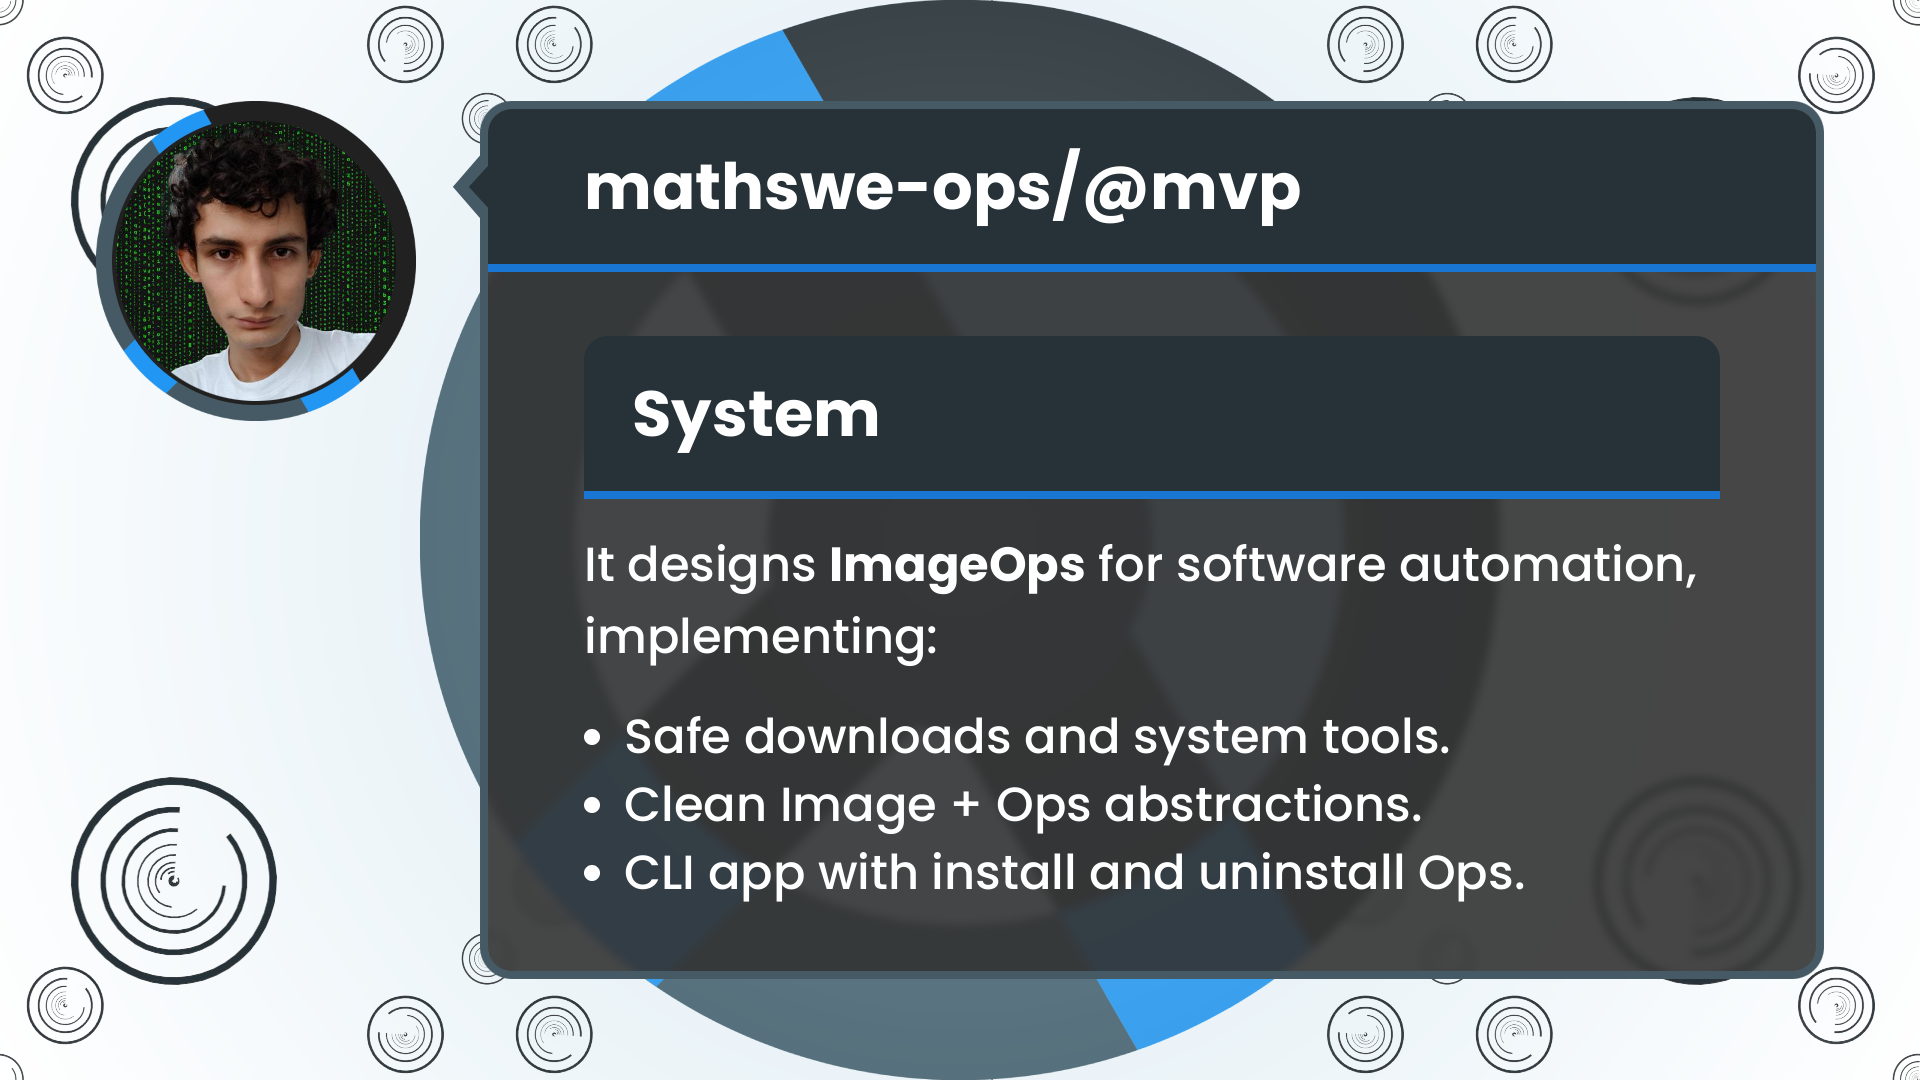 mathswe-ops/@mvp
System
It designs ImageOps for software automation,
implementing:
• Safe downloads and system tools.
• Clean Image + Ops abstractions.
• CLI app with install and uninstall Ops.